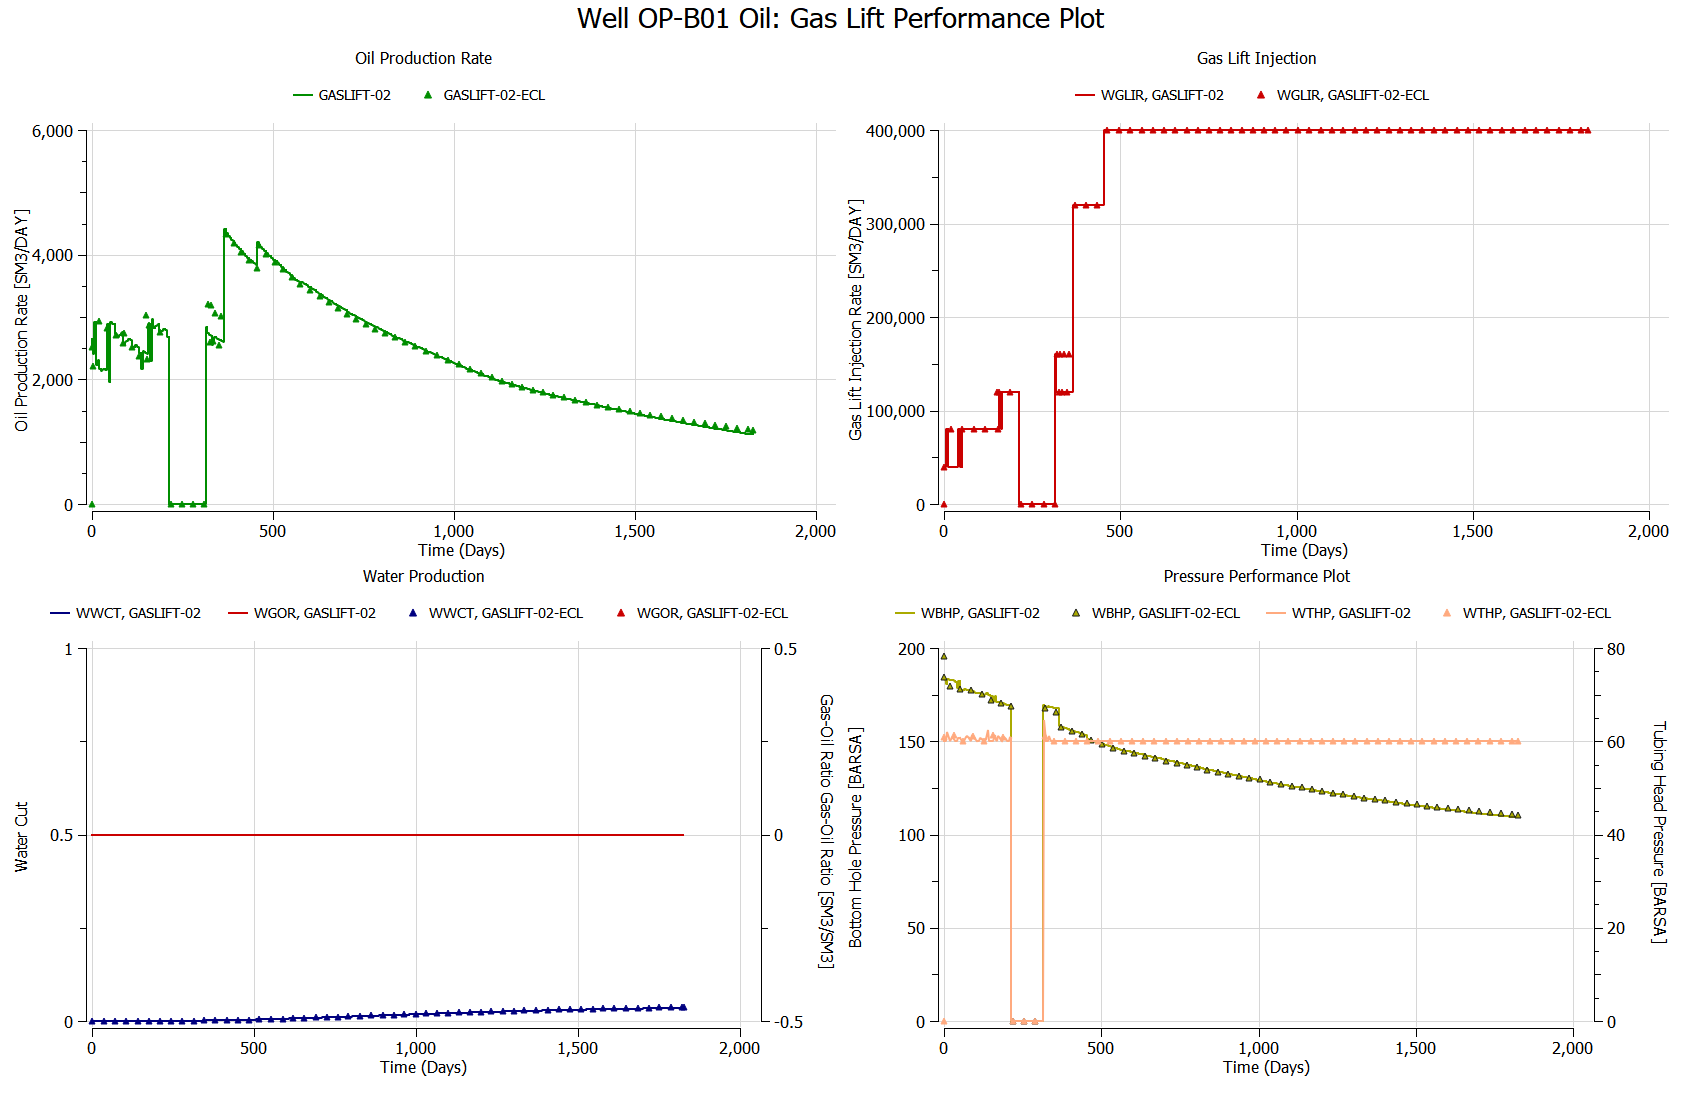 Well OP-B01 Oil: Gas Lift Performance Plot
Oil Production Rate
GASLIFT-02
GASLIFT-02-ECL
6,000
4,000
2,000
0
Oil Production Rate [SM3/DAY]
0
500
1,000
1,500
2,000
Time (Days)
Gas Lift Injection
WGLIR, GASLIFT-02
WGLIR, GASLIFT-02-ECL
400,000
300,000
200,000
100,000
0
Gas Lift Injection Rate [SM3/DAY]
0
500
1,000
1,500
2,000
Time (Days)
Water Production
WWCT, GASLIFT-02
WGOR, GASLIFT-02
WWCT, GASLIFT-02-ECL
WGOR, GASLIFT-02-ECL
1
0.5
0
Water Cut
0.5
0
-0.5
Gas-Oil Ratio Gas-Oil Ratio [SM3/SM3]
0
500
1,000
1,500
2,000
Time (Days)
Pressure Performance Plot
WBHP, GASLIFT-02
WBHP, GASLIFT-02-ECL
WTHP, GASLIFT-02
WTHP, GASLIFT-02-ECL
200
150
100
50
0
Bottom Hole Pressure [BARSA]
80
60
40
20
0
Tubing Head Pressure [BARSA]
0
500
1,000
1,500
2,000
Time (Days)